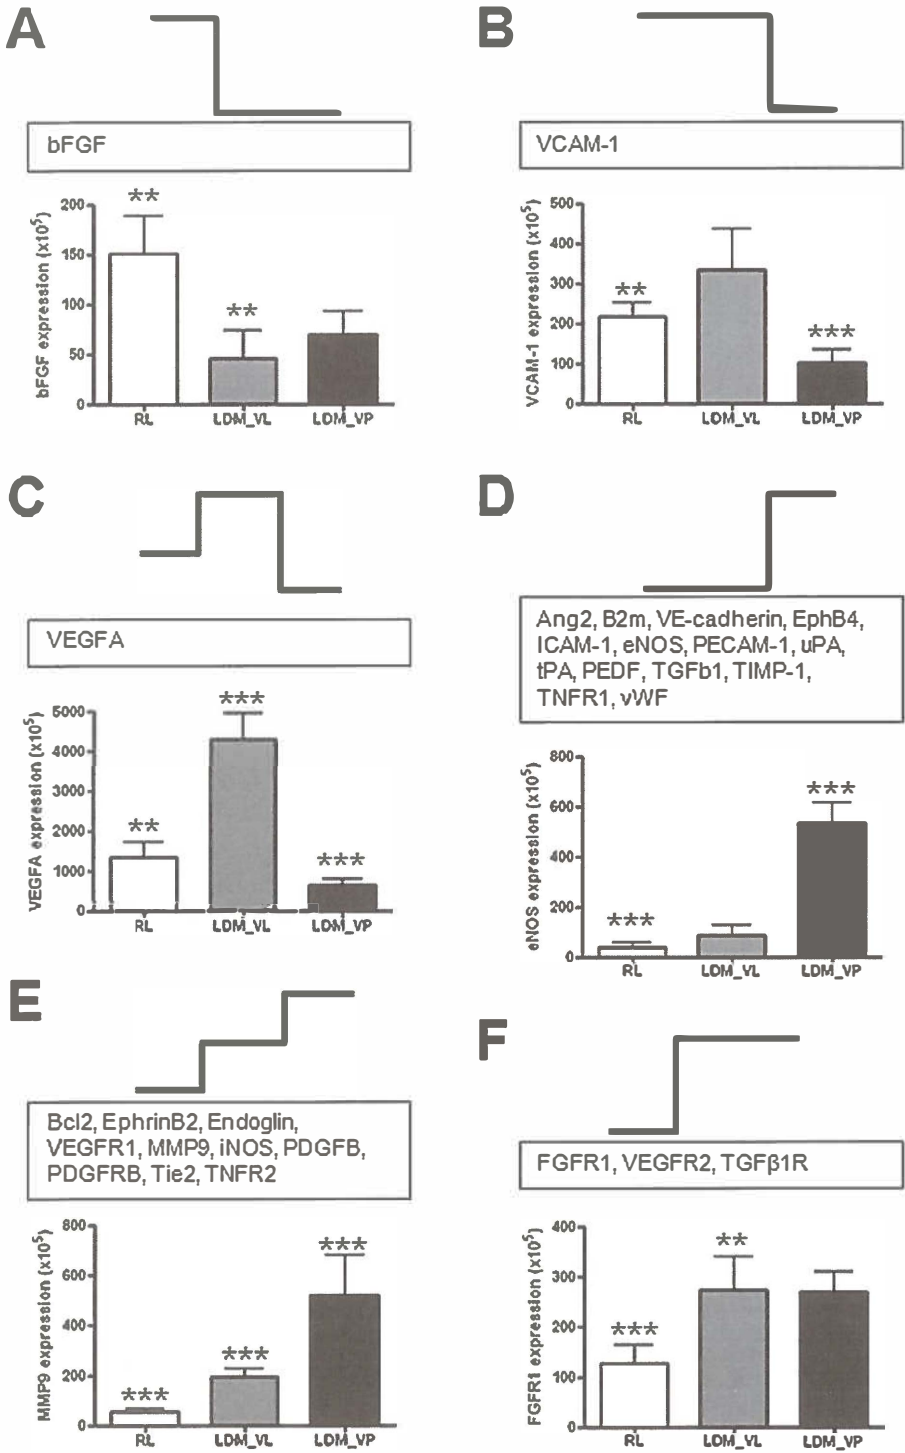 A
bFGF
**
**
200
150
100
50
0
bFGF expression (x10⁵)
RL
LDM_VL
LDM_VP
B
VCAM-1
**
***
500
400
300
200
100
0
VCAM-1 expression (x10⁵)
RL
LDM_VL
LDM_VP
C
VEGFA
***
**
***
5000
4000
3000
2000
1000
0
VEGFA expression (x10⁵)
RL
LDM_VL
LDM_VP
D
Ang2, B2m, VE-cadherin, EphB4,
ICAM-1, eNOS, PECAM-1, uPA,
tPA, PEDF, TGFb1, TIMP-1,
TNFR1, vWF
***
***
800
600
400
200
0
eNOS expression (x10⁵)
RL
LDM_VL
LDM_VP
E
Bcl2, EphrinB2, Endoglin,
VEGFR1, MMP9, iNOS, PDGFB,
PDGFRB, Tie2, TNFR2
***
***
***
800
600
400
200
0
MMP9 expression (x10⁵)
RL
LDM_VL
LDM_VP
F
FGFR1, VEGFR2, TGFβ1R
**
***
400
300
200
100
0
FGFR1 expression (x10⁵)
RL
LDM_VL
LDM_VP